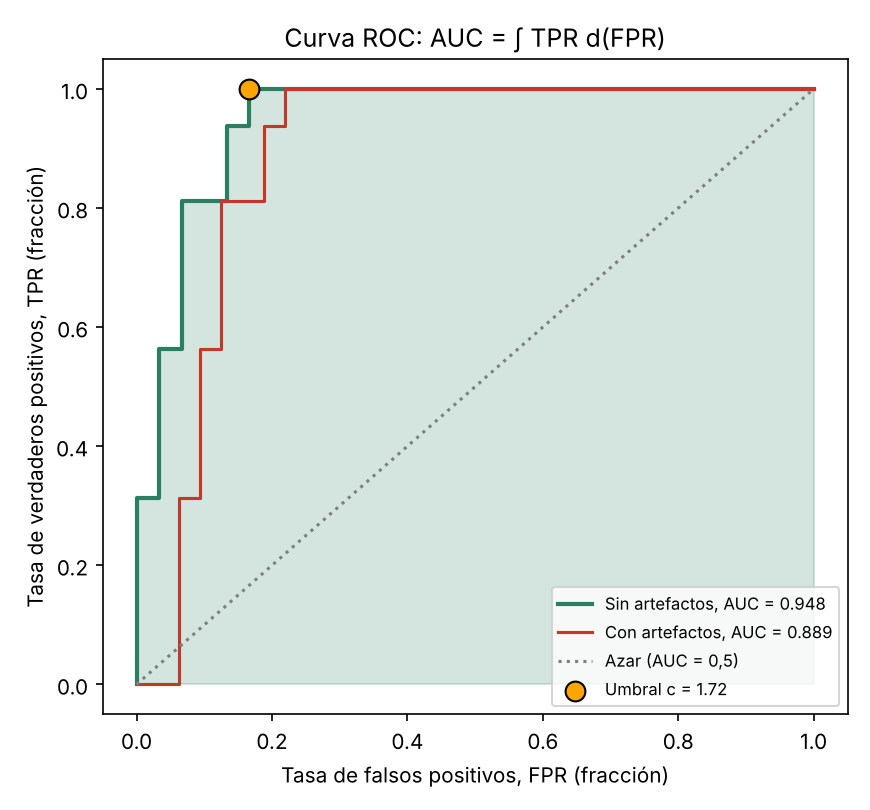 Curva ROC: AUC = ∫ TPR d(FPR)
Tasa de verdaderos positivos, TPR (fracción)
1.0
0.8
0.6
0.4
0.2
0.0
Sin artefactos, AUC = 0.948
Con artefactos, AUC = 0.889
Azar (AUC = 0,5)
Umbral c = 1.72
0.0 0.2 0.4 0.6 0.8 1.0
Tasa de falsos positivos, FPR (fracción)